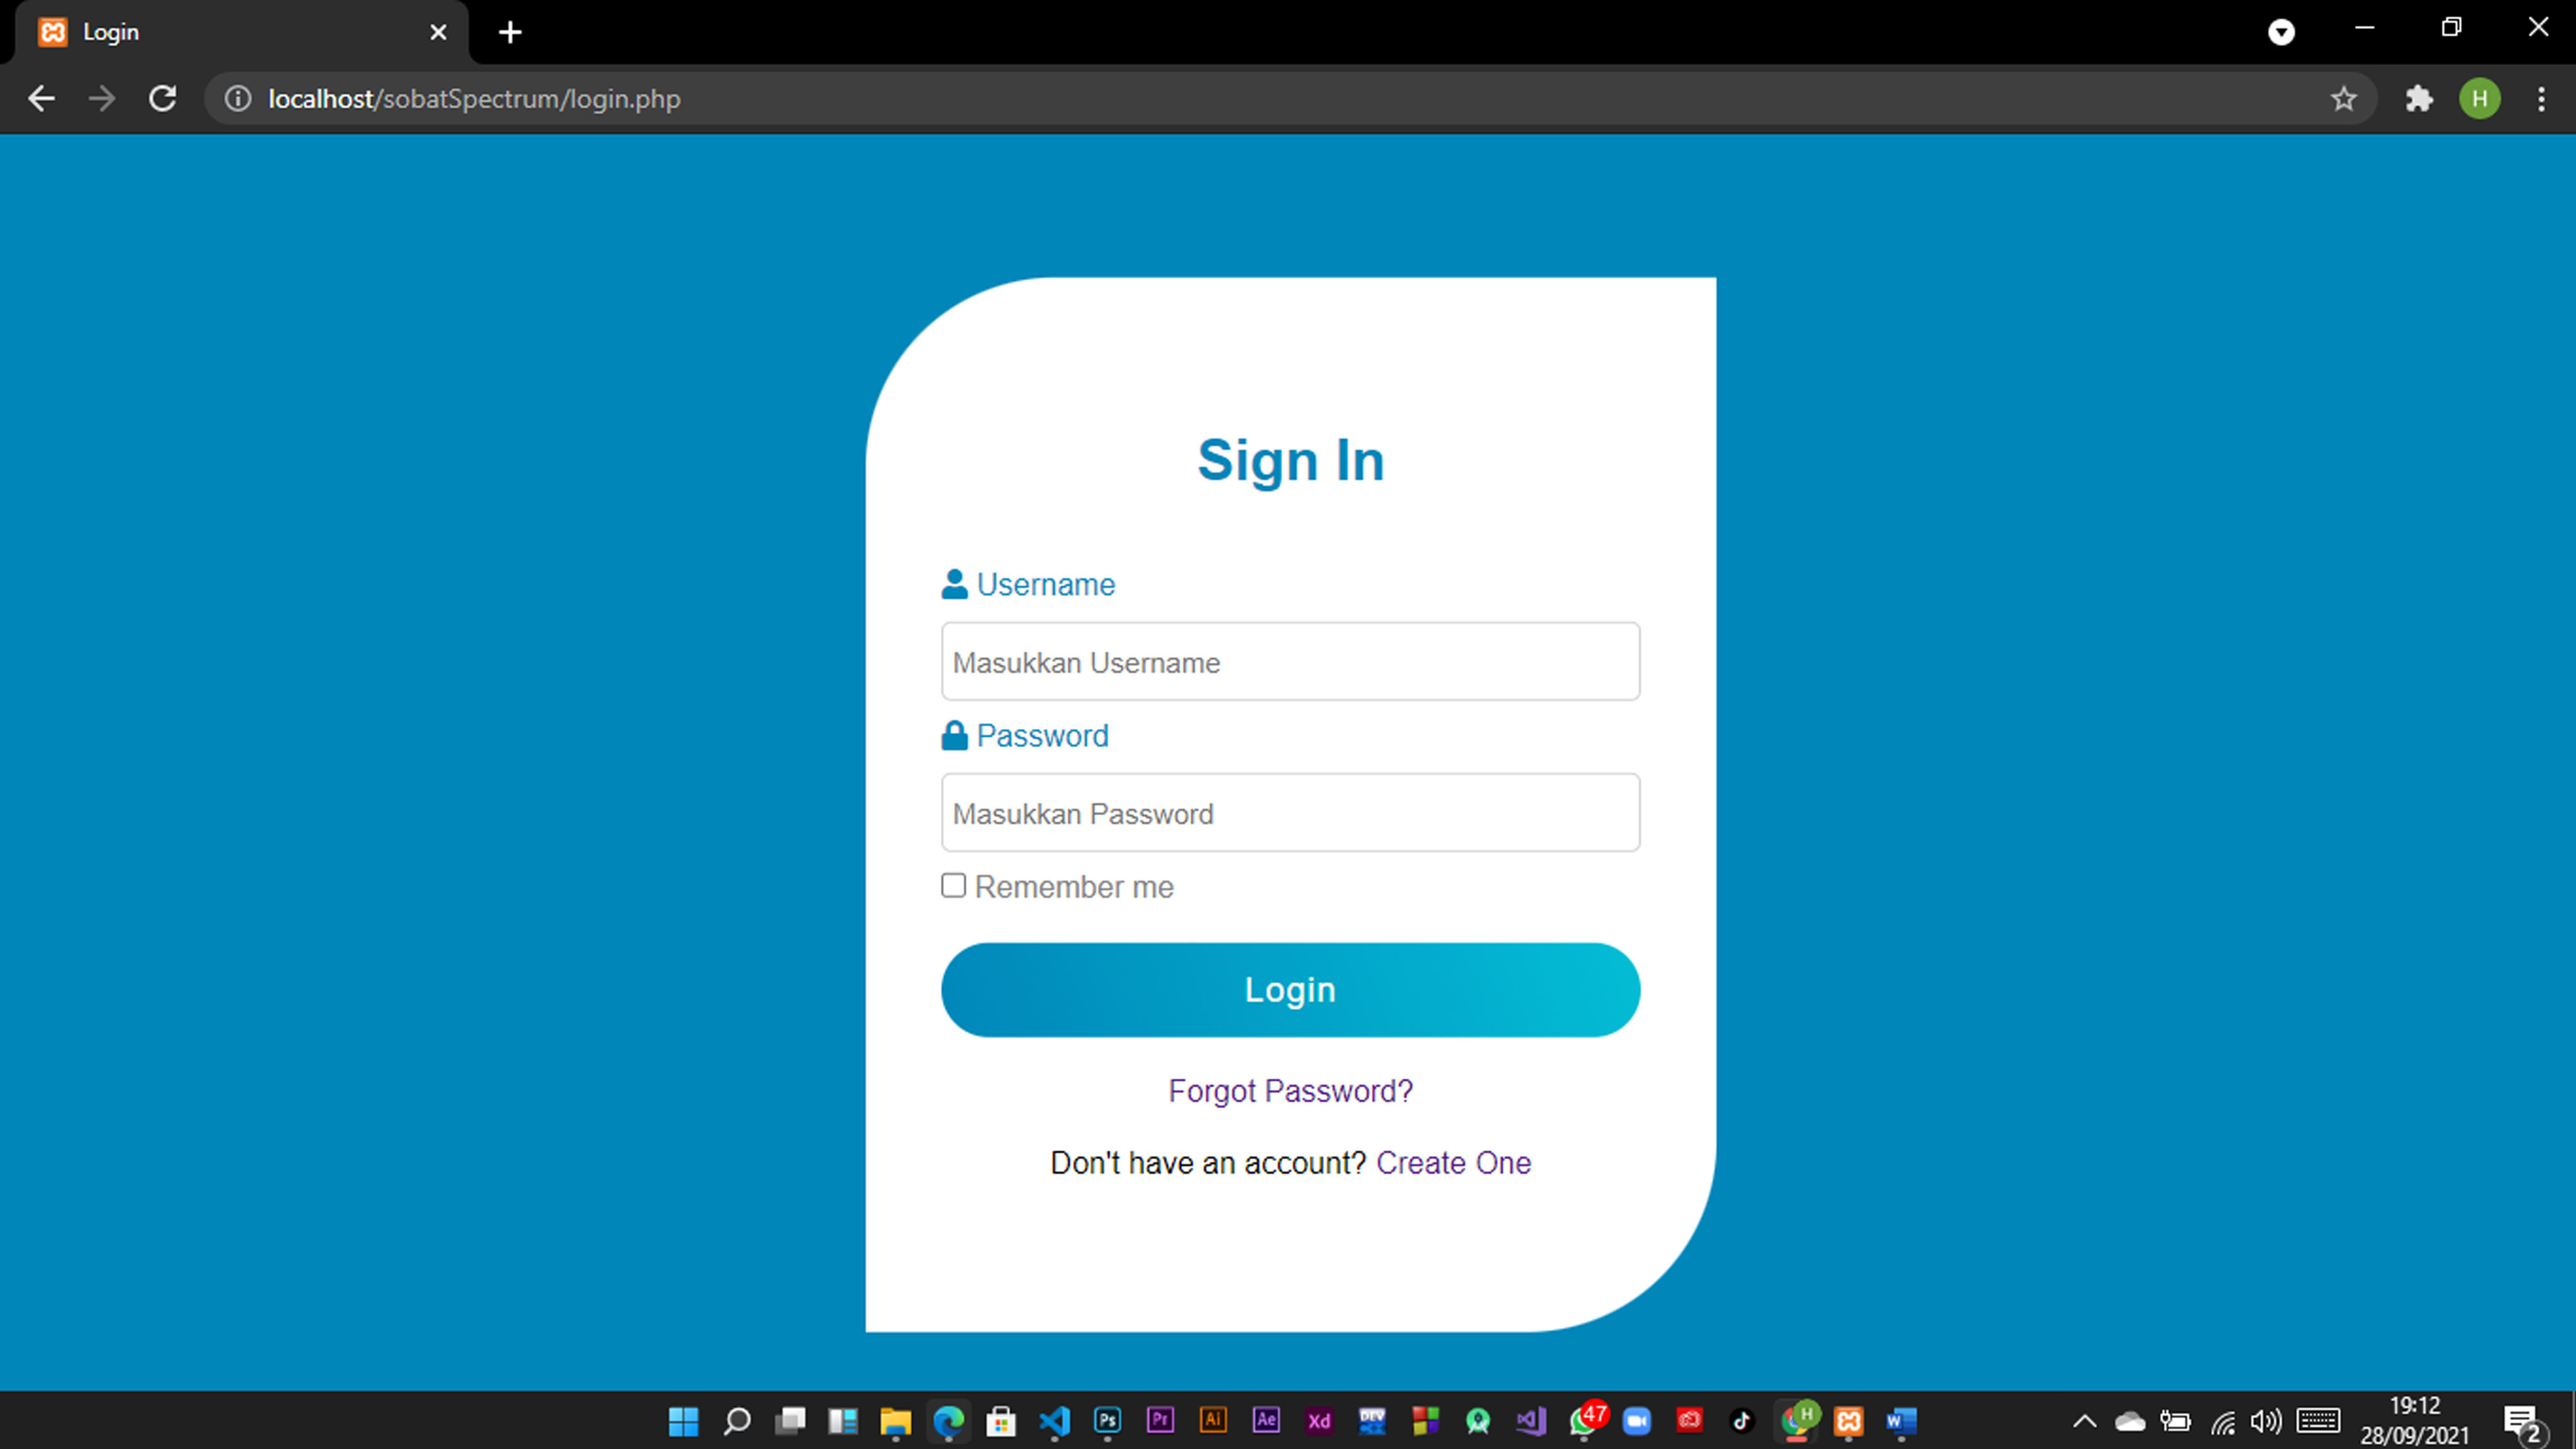 Login
localhost/sobatSpectrum/login.php
H
Sign In
Username
Masukkan Username
Password
Masukkan Password
Remember me
Login
Forgot Password?
Don't have an account? Create One
Ps Pr Ai Ae Xd DEV 47 H W
19:12
28/09/2021
2